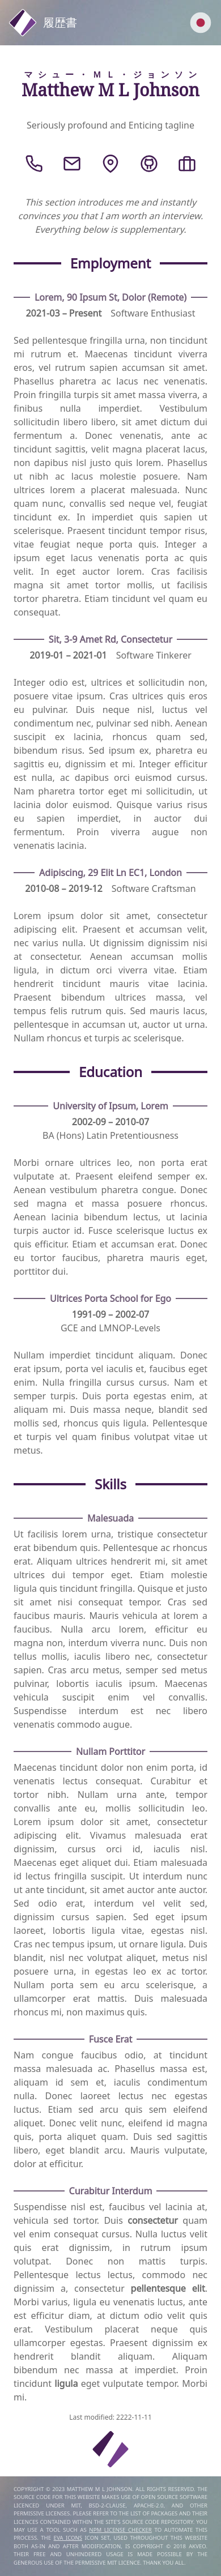 履歴書
マシュー・ML・ジョンソン
Matthew M L Johnson
Seriously profound and Enticing tagline
This section introduces me and instantly
convinces you that I am worth an interview.
Everything below is supplementary.
Employment
Lorem, 90 Ipsum St, Dolor (Remote)
2021-03 – Present Software Enthusiast
Sed pellentesque fringilla urna, non tincidunt
mi rutrum et. Maecenas tincidunt viverra
eros, vel rutrum sapien accumsan sit amet.
Phasellus pharetra ac lacus nec venenatis.
Proin fringilla turpis sit amet massa viverra, a
finibus nulla imperdiet. Vestibulum
sollicitudin libero libero, sit amet dictum dui
fermentum a. Donec venenatis, ante ac
tincidunt sagittis, velit magna placerat lacus,
non dapibus nisl justo quis lorem. Phasellus
ut nibh ac lacus molestie posuere. Nam
ultrices lorem a placerat malesuada. Nunc
quam nunc, convallis sed neque vel, feugiat
tincidunt ex. In imperdiet quis sapien ut
scelerisque. Praesent tincidunt tempor risus,
vitae feugiat neque porta quis. Integer a
ipsum eget lacus venenatis porta ac quis
velit. In eget auctor lorem. Cras facilisis
magna sit amet tortor mollis, ut facilisis
tortor pharetra. Etiam tincidunt vel quam eu
consequat.
Sit, 3-9 Amet Rd, Consectetur
2019-01 – 2021-01 Software Tinkerer
Integer odio est, ultrices et sollicitudin non,
posuere vitae ipsum. Cras ultrices quis eros
eu pulvinar. Duis neque nisl, luctus vel
condimentum nec, pulvinar sed nibh. Aenean
suscipit ex lacinia, rhoncus quam sed,
bibendum risus. Sed ipsum ex, pharetra eu
sagittis eu, dignissim et mi. Integer efficitur
est nulla, ac dapibus orci euismod cursus.
Nam pharetra tortor eget mi sollicitudin, ut
lacinia dolor euismod. Quisque varius risus
eu sapien imperdiet, in auctor dui
fermentum. Proin viverra augue non
venenatis lacinia.
Adipiscing, 29 Elit Ln EC1, London
2010-08 – 2019-12 Software Craftsman
Lorem ipsum dolor sit amet, consectetur
adipiscing elit. Praesent et accumsan velit,
nec varius nulla. Ut dignissim dignissim nisi
at consectetur. Aenean accumsan mollis
ligula, in dictum orci viverra vitae. Etiam
hendrerit tincidunt mauris vitae lacinia.
Praesent bibendum ultrices massa, vel
tempus felis rutrum quis. Sed mauris lacus,
pellentesque in accumsan ut, auctor ut urna.
Nullam rhoncus et turpis ac scelerisque.
Education
University of Ipsum, Lorem
2002-09 – 2010-07
BA (Hons) Latin Pretentiousness
Morbi ornare ultrices leo, non porta erat
vulputate at. Praesent eleifend semper ex.
Aenean vestibulum pharetra congue. Donec
sed magna et massa posuere rhoncus.
Aenean lacinia bibendum lectus, ut lacinia
turpis auctor id. Fusce scelerisque luctus ex
quis efficitur. Etiam et accumsan erat. Donec
eu tortor faucibus, pharetra mauris eget,
porttitor dui.
Ultrices Porta School for Ego
1991-09 – 2002-07
GCE and LMNOP-Levels
Nullam imperdiet tincidunt aliquam. Donec
erat ipsum, porta vel iaculis et, faucibus eget
enim. Nulla fringilla cursus cursus. Nam et
semper turpis. Duis porta egestas enim, at
aliquam mi. Duis massa neque, blandit sed
mollis sed, rhoncus quis ligula. Pellentesque
et turpis vel quam finibus volutpat vitae ut
metus.
Skills
Malesuada
Ut facilisis lorem urna, tristique consectetur
erat bibendum quis. Pellentesque ac rhoncus
erat. Aliquam ultrices hendrerit mi, sit amet
ultrices dui tempor eget. Etiam molestie
ligula quis tincidunt fringilla. Quisque et justo
sit amet nisi consequat tempor. Cras sed
faucibus mauris. Mauris vehicula at lorem a
faucibus. Nulla arcu lorem, efficitur eu
magna non, interdum viverra nunc. Duis non
tellus mollis, iaculis libero nec, consectetur
sapien. Cras arcu metus, semper sed metus
pulvinar, lobortis iaculis ipsum. Maecenas
vehicula suscipit enim vel convallis.
Suspendisse interdum est nec libero
venenatis commodo augue.
Nullam Porttitor
Maecenas tincidunt dolor non enim porta, id
venenatis lectus consequat. Curabitur et
tortor nibh. Nullam urna ante, tempor
convallis ante eu, mollis sollicitudin leo.
Lorem ipsum dolor sit amet, consectetur
adipiscing elit. Vivamus malesuada erat
dignissim, cursus orci id, iaculis nisl.
Maecenas eget aliquet dui. Etiam malesuada
id lectus fringilla suscipit. Ut interdum nunc
ut ante tincidunt, sit amet auctor ante auctor.
Sed odio erat, interdum vel velit sed,
dignissim cursus sapien. Sed eget ipsum
laoreet, lobortis ligula vitae, egestas nisl.
Cras nec tempus ipsum, ut ornare ligula. Duis
blandit, nisl nec volutpat aliquet, metus nisl
posuere urna, in egestas leo ex ac tortor.
Nullam porta sem eu arcu scelerisque, a
ullamcorper erat mattis. Duis malesuada
rhoncus mi, non maximus quis.
Fusce Erat
Nam congue faucibus odio, at tincidunt
massa malesuada ac. Phasellus massa est,
aliquam id sem et, iaculis condimentum
nulla. Donec laoreet lectus nec egestas
luctus. Etiam sed arcu quis sem eleifend
aliquet. Donec velit nunc, eleifend id magna
quis, porta aliquet quam. Duis sed sagittis
libero, eget blandit arcu. Mauris vulputate,
dolor at efficitur.
Curabitur Interdum
Suspendisse nisl est, faucibus vel lacinia at,
vehicula sed tortor. Duis consectetur quam
vel enim consequat cursus. Nulla luctus velit
quis erat dignissim, in rutrum ipsum
volutpat. Donec non mattis turpis.
Pellentesque lectus lectus, commodo nec
dignissim a, consectetur pellentesque elit.
Morbi varius, ligula eu venenatis luctus, ante
est efficitur diam, at dictum odio velit quis
erat. Vestibulum placerat neque quis
ullamcorper egestas. Praesent dignissim ex
hendrerit blandit aliquam. Aliquam
bibendum nec massa at imperdiet. Proin
tincidunt ligula eget vulputate tempor. Morbi
mi.
Last modified: 2222-11-11
COPYRIGHT © 2023 MATTHEW M L JOHNSON. ALL RIGHTS RESERVED. THE
SOURCE CODE FOR THIS WEBSITE MAKES USE OF OPEN SOURCE SOFTWARE
LICENCED UNDER MIT, BSD-2-CLAUSE, APACHE-2.0, AND OTHER
PERMISSIVE LICENSES. PLEASE REFER TO THE LIST OF PACKAGES AND THEIR
LICENCES CONTAINED WITHIN THE SITE'S SOURCE CODE REPOSITORY. YOU
MAY USE A TOOL SUCH AS NPM LICENSE CHECKER TO AUTOMATE THIS
PROCESS. THE EVA ICONS ICON SET, USED THROUGHOUT THIS WEBSITE
BOTH AS-IN AND AFTER MODIFICATION, IS COPYRIGHT © 2018 AKVEO.
THEIR FREE AND UNHINDERED USAGE IS MADE POSSIBLE BY THE
GENEROUS USE OF THE PERMISSIVE MIT LICENCE. THANK YOU ALL.